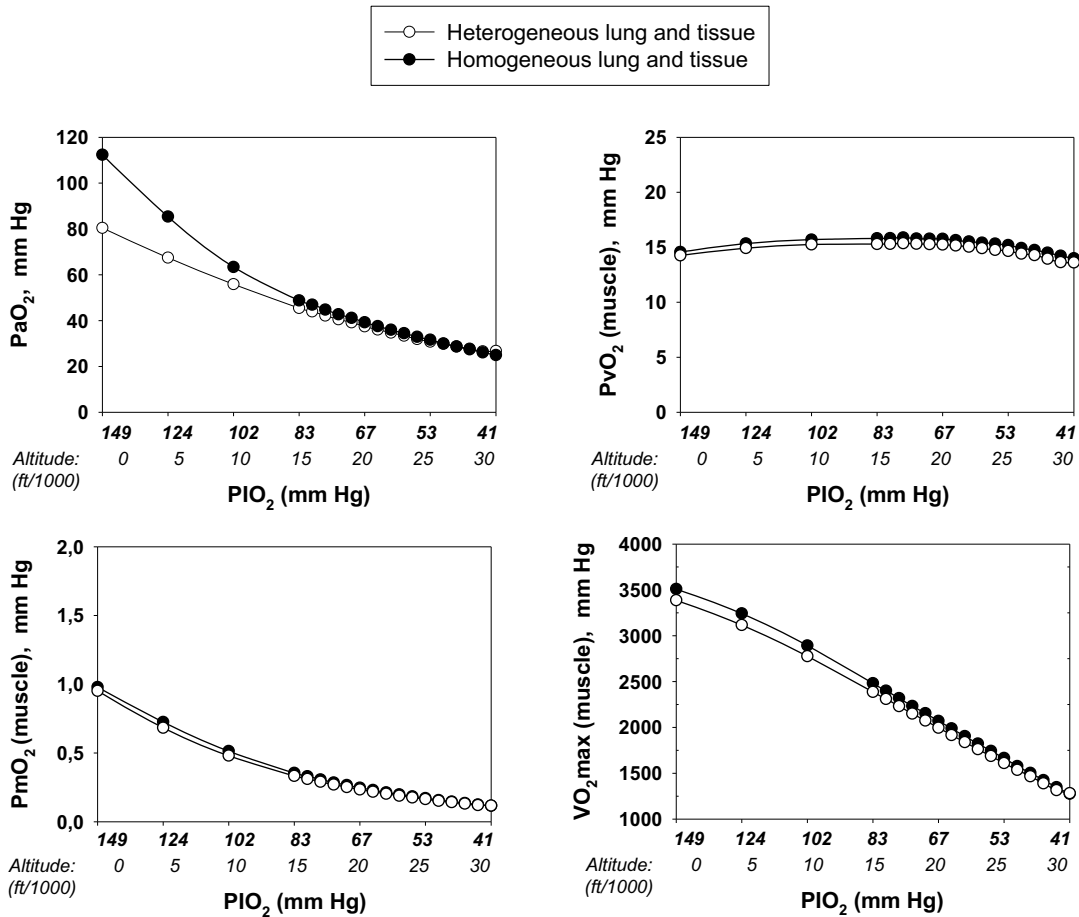 Heterogeneous lung and tissue
Homogeneous lung and tissue
PaO₂, mm Hg
120
100
80
60
40
20
0
149 124 102 83 67 53 41
Altitude: 0 5 10 15 20 25 30
(ft/1000)
PIO₂ (mm Hg)
PvO₂ (muscle), mm Hg
25
20
15
10
5
0
149 124 102 83 67 53 41
Altitude: 0 5 10 15 20 25 30
(ft/1000)
PIO₂ (mm Hg)
PmO₂ (muscle), mm Hg
2,0
1,5
1,0
0,5
0,0
149 124 102 83 67 53 41
Altitude: 0 5 10 15 20 25 30
(ft/1000)
PIO₂ (mm Hg)
VO₂max (muscle), mm Hg
4000
3500
3000
2500
2000
1500
1000
149 124 102 83 67 53 41
Altitude: 0 5 10 15 20 25 30
(ft/1000)
PIO₂ (mm Hg)